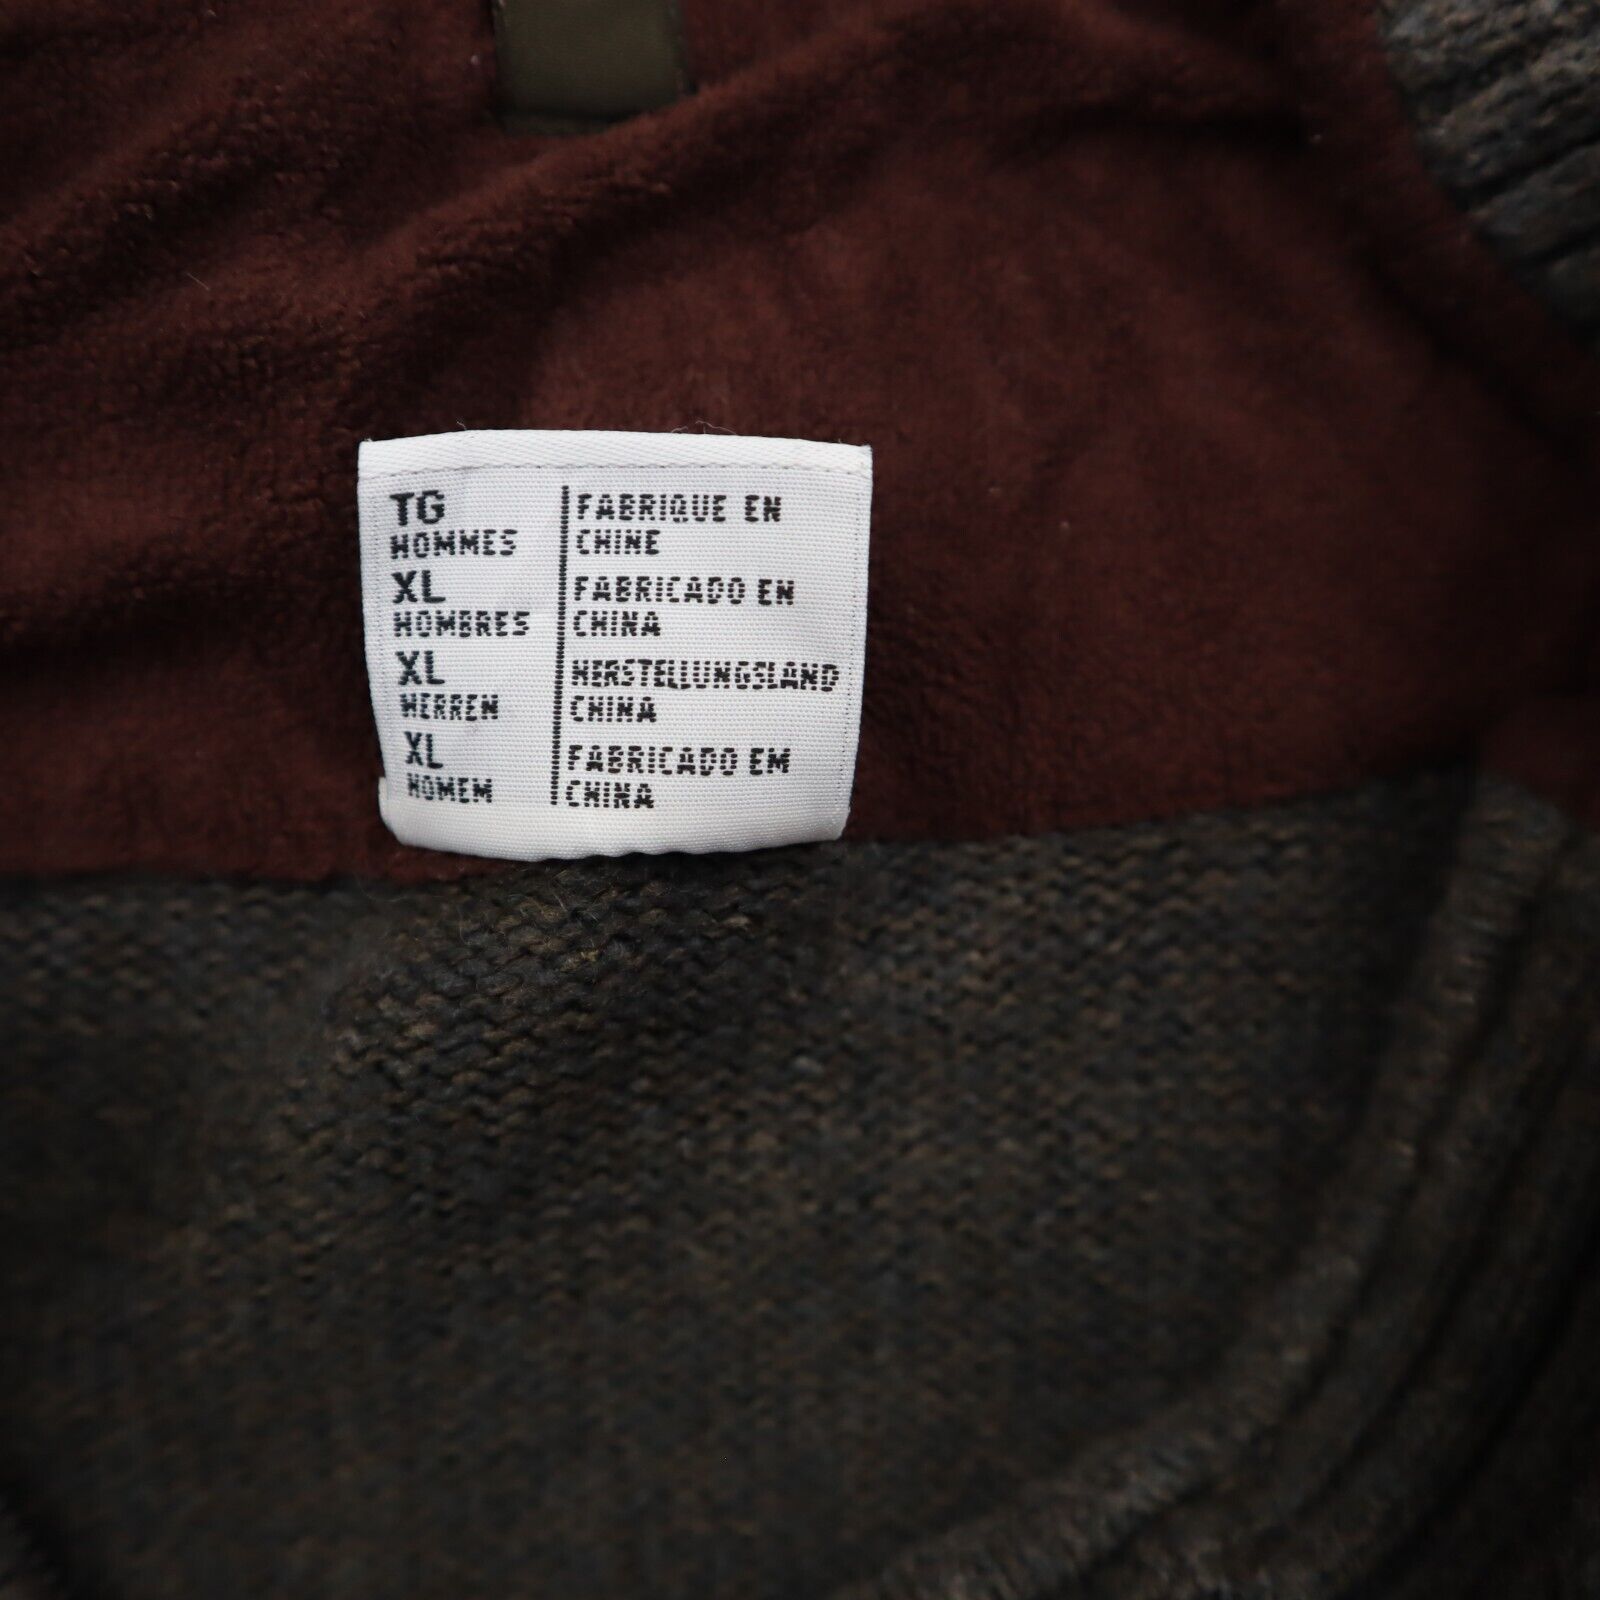 TG
HOMMES
XL
HOMBRES
XL
HERREN
XL
HOMEM
FABRIQUE EN
CHINE
FABRICADO EN
CHINA
HERSTELLUNGSLAND
CHINA
FABRICADO EM
CHINA